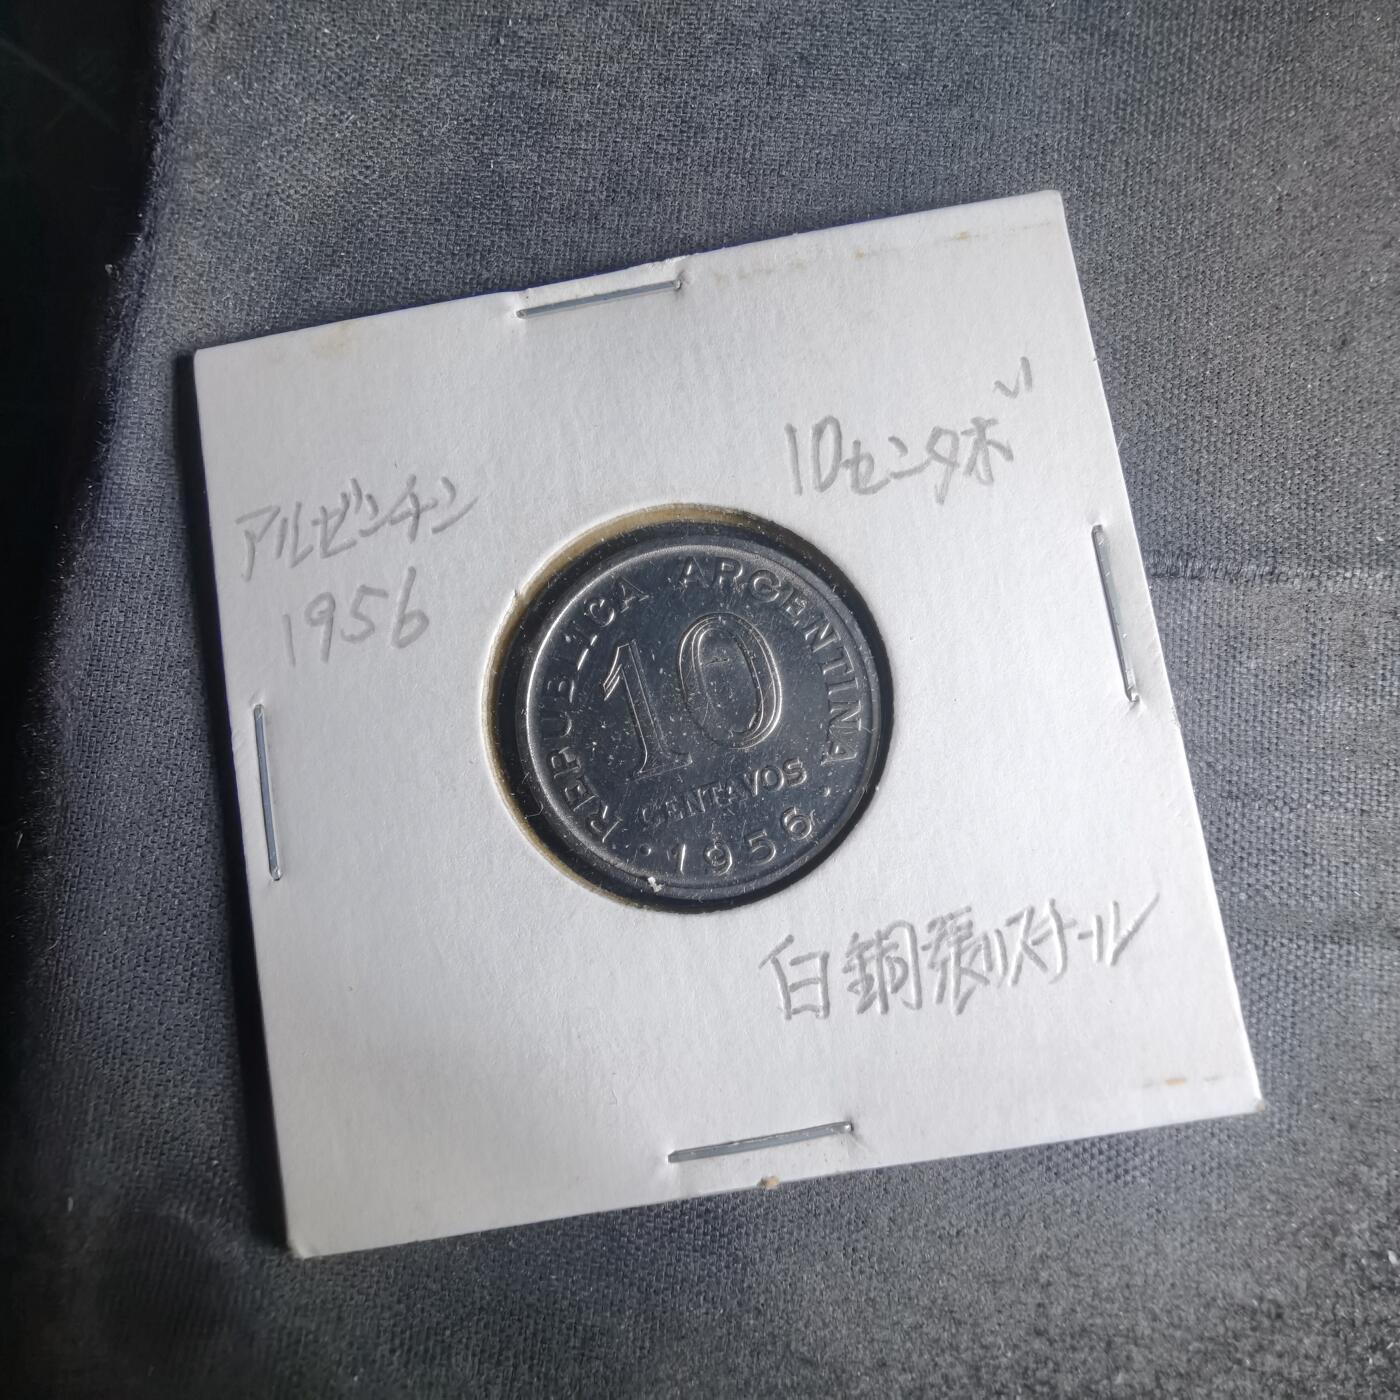 10センタボ
アルゼンチン
1956
REPUBLICA ARGENTINA
10
CENTAVOS
• 1956 •
白銅張りスチール